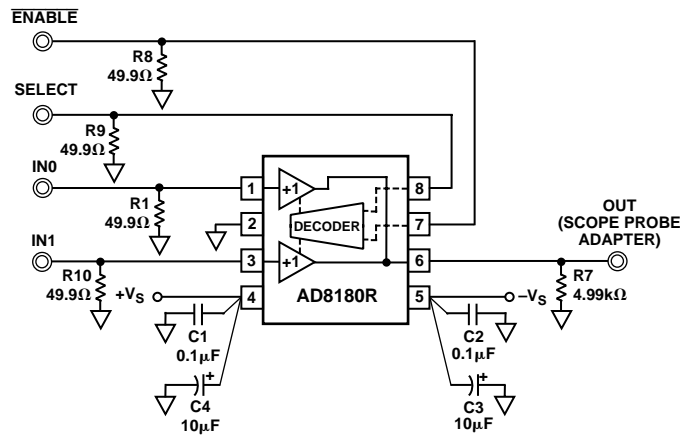 ENABLE
R8
49.9Ω
SELECT
R9
49.9Ω
IN0
R1
49.9Ω
IN1
R10
49.9Ω
+VS
C1
0.1µF
C4
10µF
+
1
2
3
4
+1
+1
DECODER
AD8180R
8
7
6
5
OUT
(SCOPE PROBE
ADAPTER)
R7
4.99kΩ
–VS
C2
0.1µF
+
C3
10µF